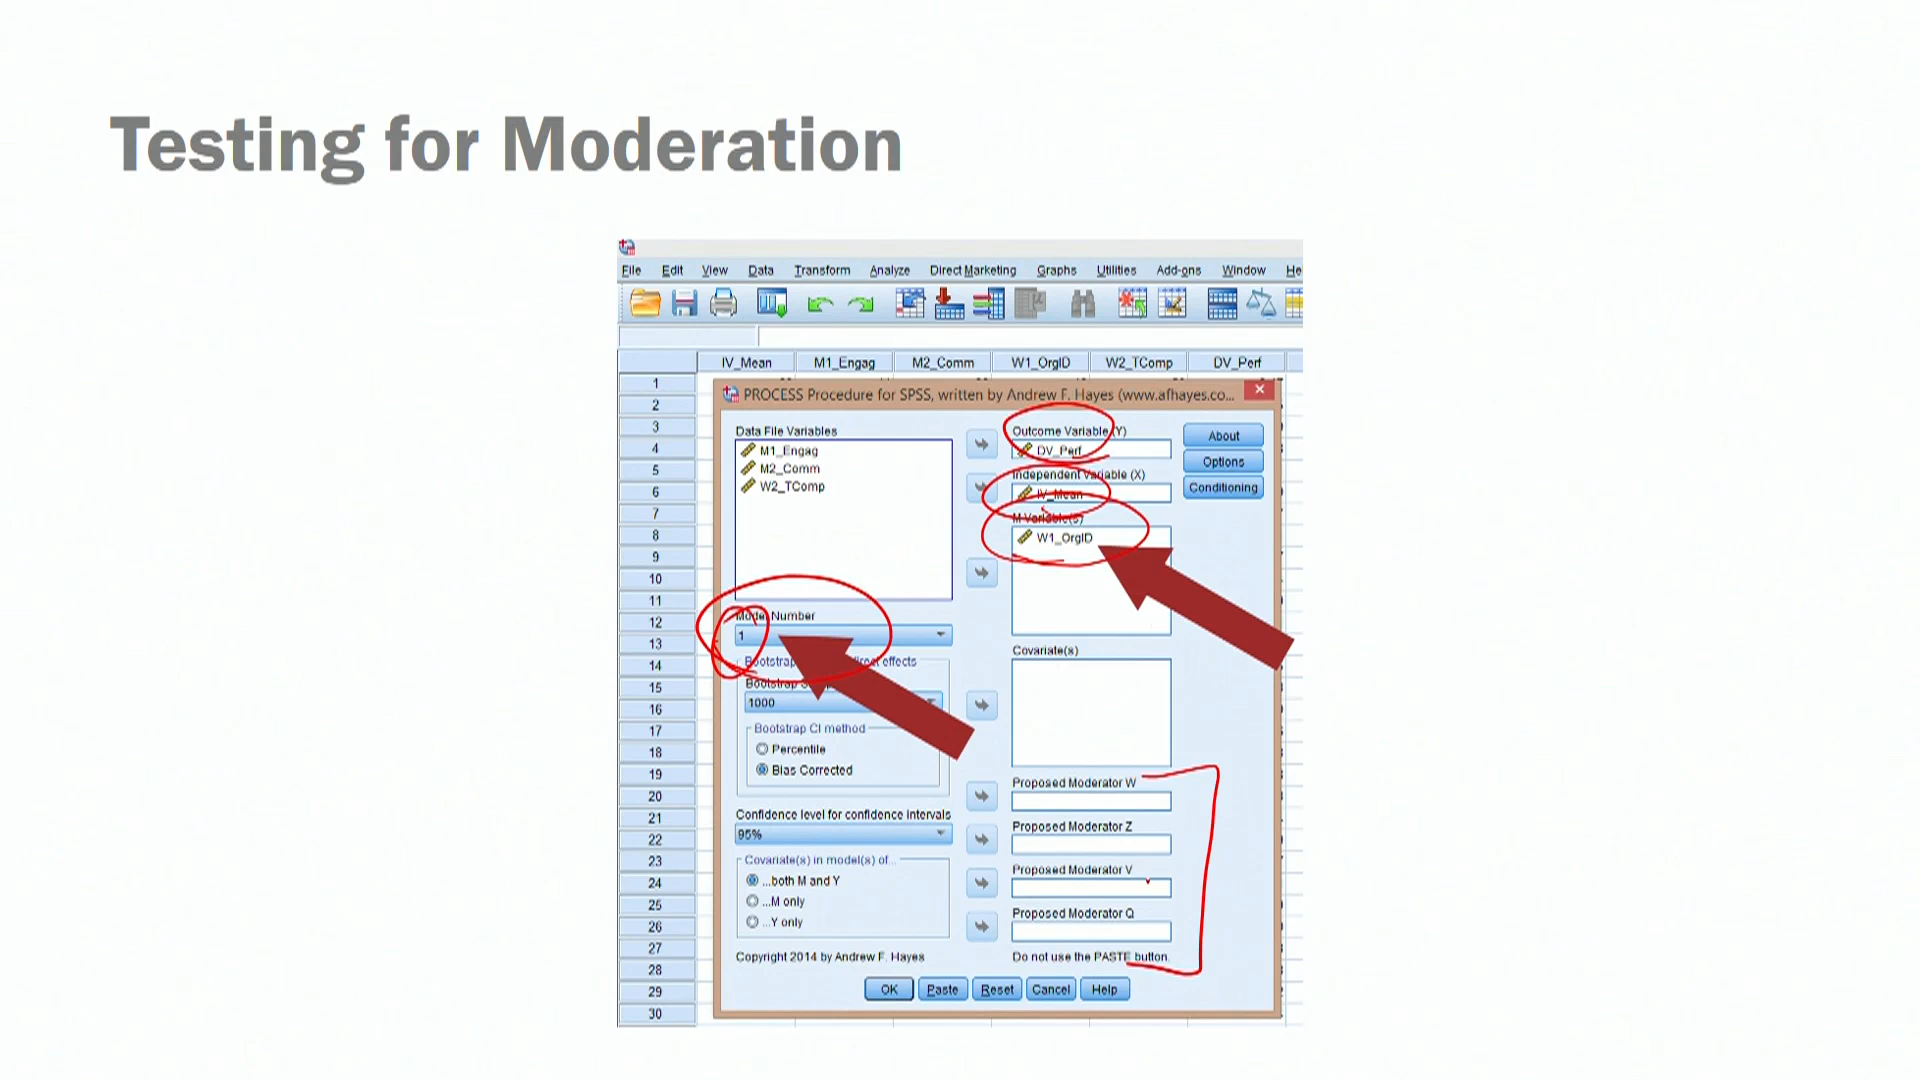 Testing for Moderation
File Edit View Data Transform Analyze Direct Marketing Graphs Utilities Add-ons Window
IV_Mean M1_Engag M2_Comm W1_OrgID W2_TComp DV_Perf
1
2
3
4
5
6
7
8
9
10
11
12
13
14
15
16
17
18
19
20
21
22
23
24
25
26
27
28
29
30
PROCESS Procedure for SPSS, written by Andrew F. Hayes (www.afhayes.co...
Data File Variables
M1_Engag
M2_Comm
W2_TComp
Model Number
1
Bootstrap
effects
Bootstrap
1000
Bootstrap CI method
Percentile
Bias Corrected
Confidence level for confidence intervals
95%
Covariate(s) in model(s) of...
...both M and Y
...M only
...Y only
Copyright 2014 by Andrew F. Hayes
Outcome Variable (Y)
DV_Perf
Independent Variable (X)
IV_Mean
M Variable(s)
W1_OrgID
Covariate(s)
Proposed Moderator W
Proposed Moderator Z
Proposed Moderator V
Proposed Moderator Q
Do not use the PASTE button.
About
Options
Conditioning
OK Paste Reset Cancel Help